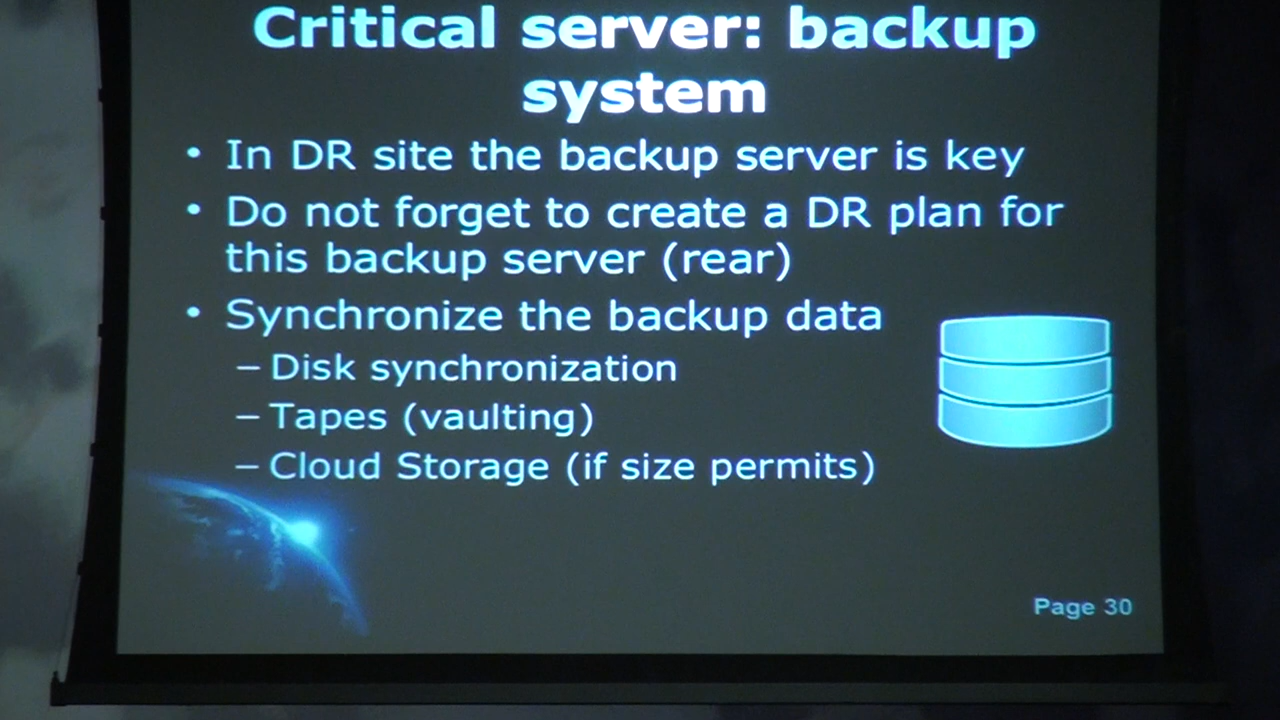 Critical server: backup
system
• In DR site the backup server is key
• Do not forget to create a DR plan for
this backup server (rear)
• Synchronize the backup data
– Disk synchronization
– Tapes (vaulting)
– Cloud Storage (if size permits)
Page 30